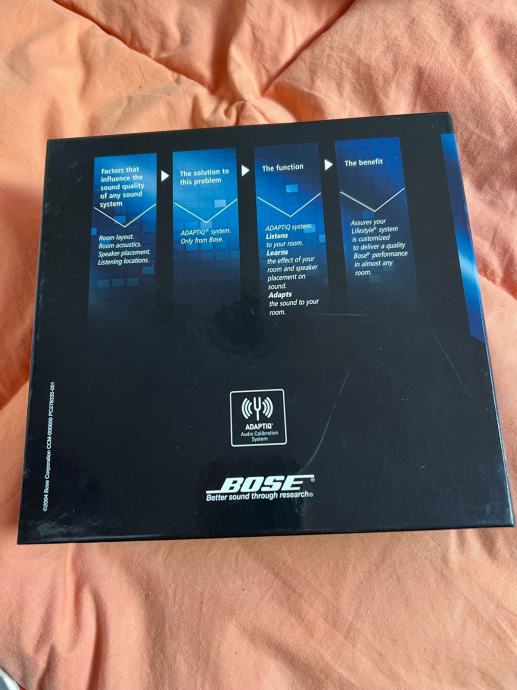 Factors that
influence the
sound quality
of any sound
system
Room layout.
Room acoustics.
Speaker placement.
Listening locations.
The solution to
this problem
ADAPTiQ® system.
Only from Bose.
The function
ADAPTiQ system:
Listens
to your room.
Learns
the effect of your
room and speaker
placement on
sound.
Adapts
the sound to your
room.
The benefit
Assures your
Lifestyle® system
is customized
to deliver a quality
Bose® performance
in almost any
room.
ADAPTiQ®
Audio Calibration
System
BOSE®
Better sound through research®
©2004 Bose Corporation CCM-000600 PC276335-001